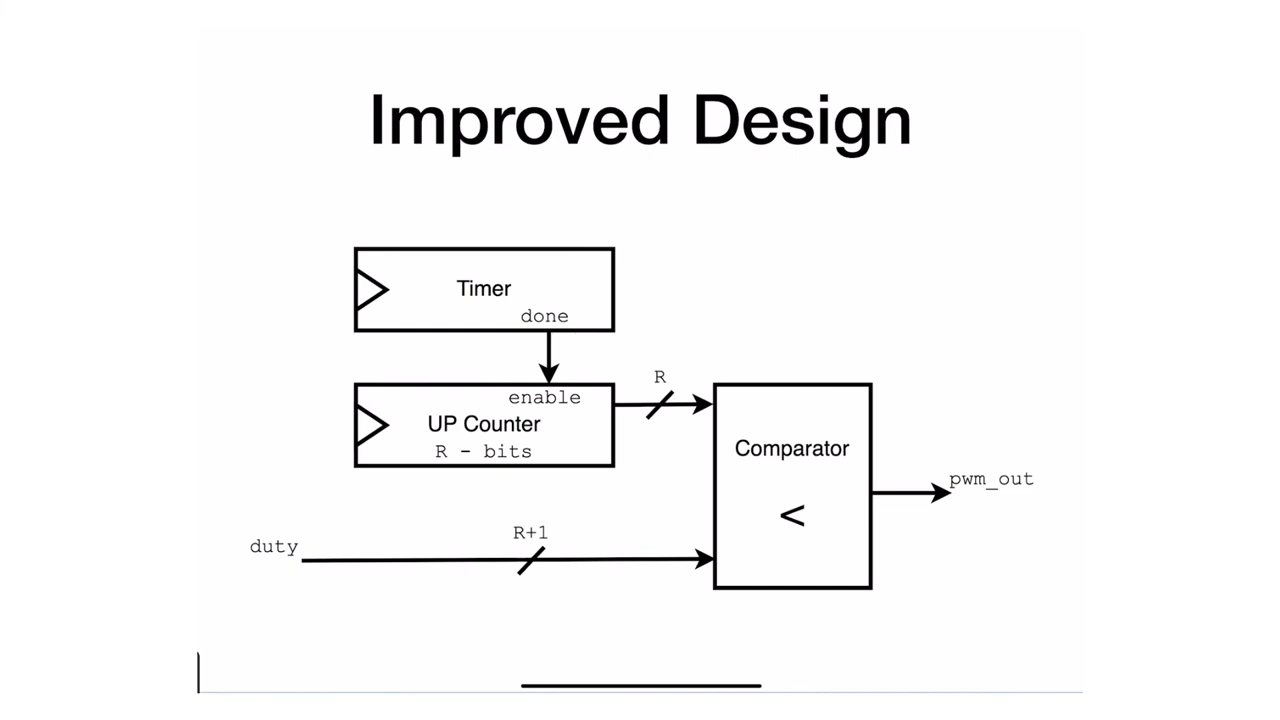 Improved Design
Timer
done
enable
UP Counter
R - bits
R
Comparator
<
pwm_out
duty
R+1